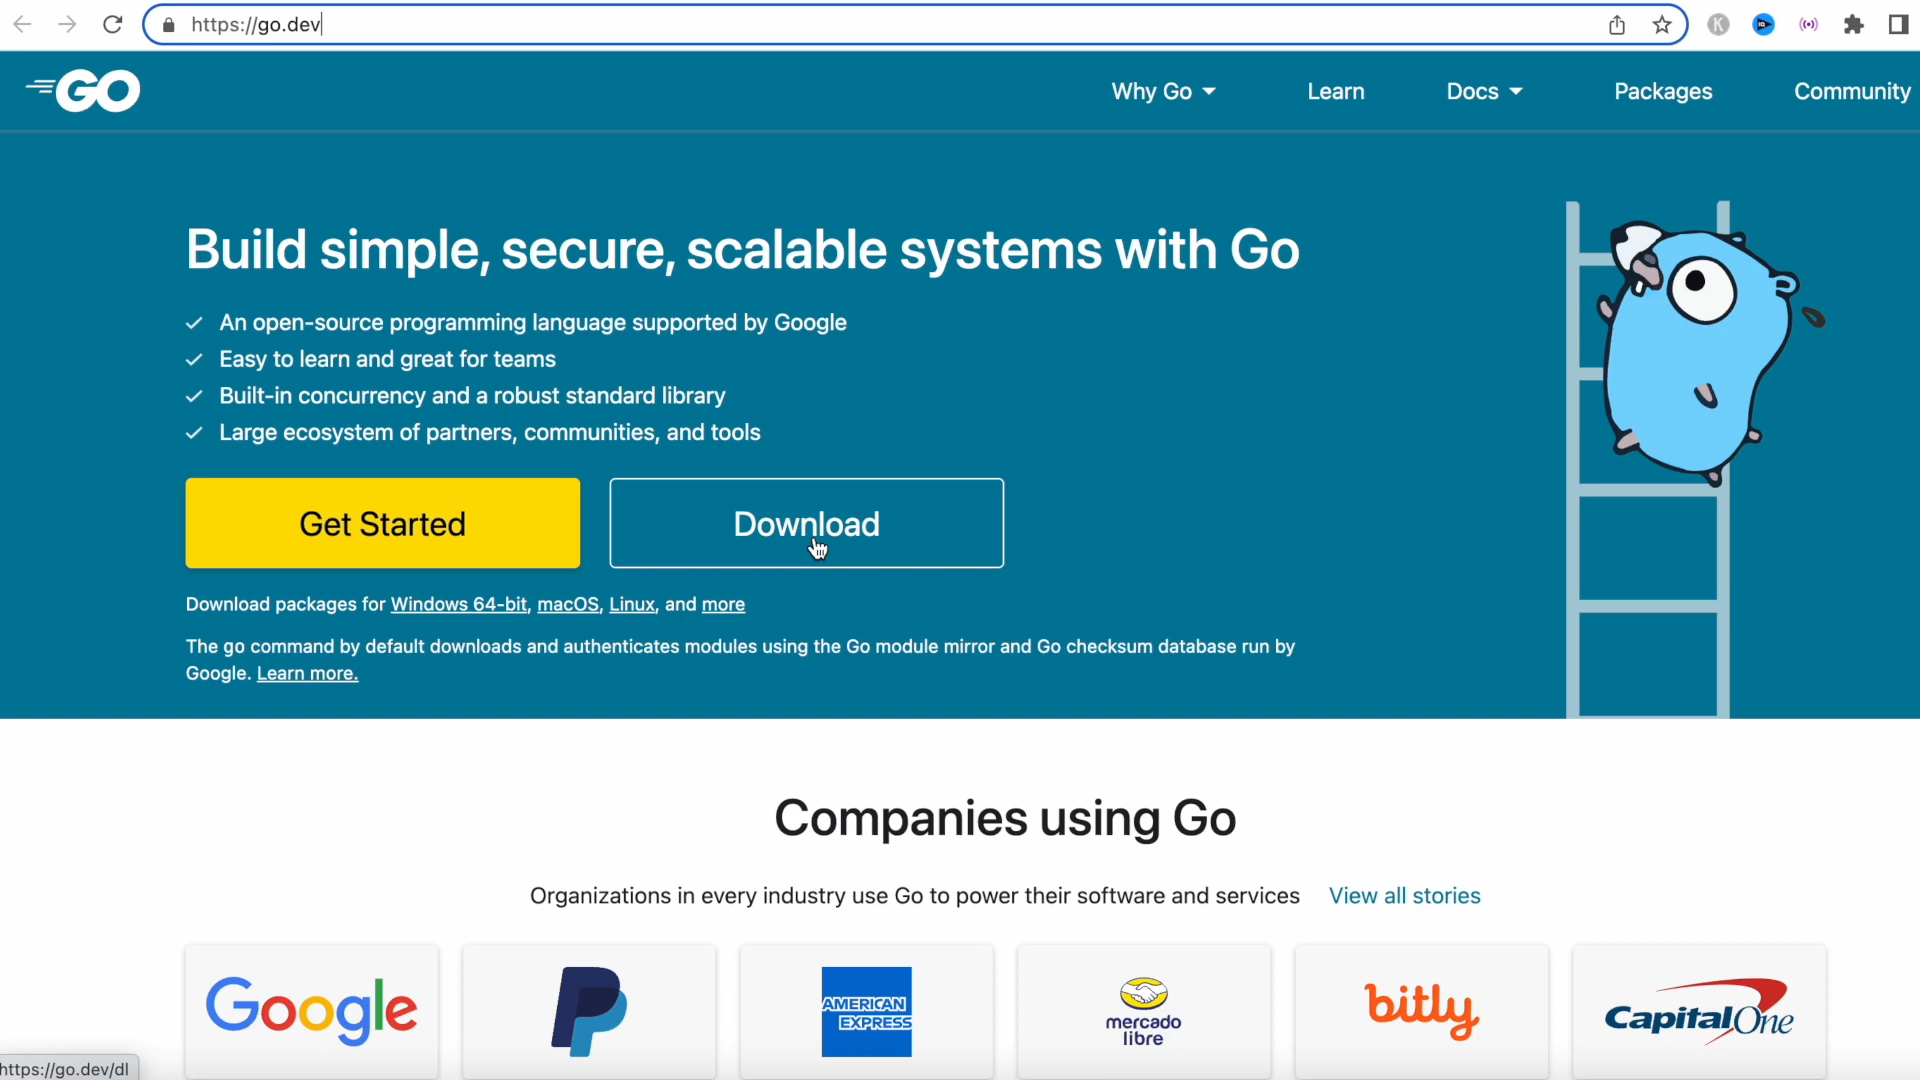 https://go.dev
K
GO
Why Go
Learn
Docs
Packages
Community
Build simple, secure, scalable systems with Go
An open-source programming language supported by Google
Easy to learn and great for teams
Built-in concurrency and a robust standard library
Large ecosystem of partners, communities, and tools
Get Started
Download
Download packages for Windows 64-bit, macOS, Linux, and more
The go command by default downloads and authenticates modules using the Go module mirror and Go checksum database run by
Google. Learn more.
Companies using Go
Organizations in every industry use Go to power their software and services View all stories
Google
AMERICAN
EXPRESS
mercado
libre
bitly
Capital One
https://go.dev/dl